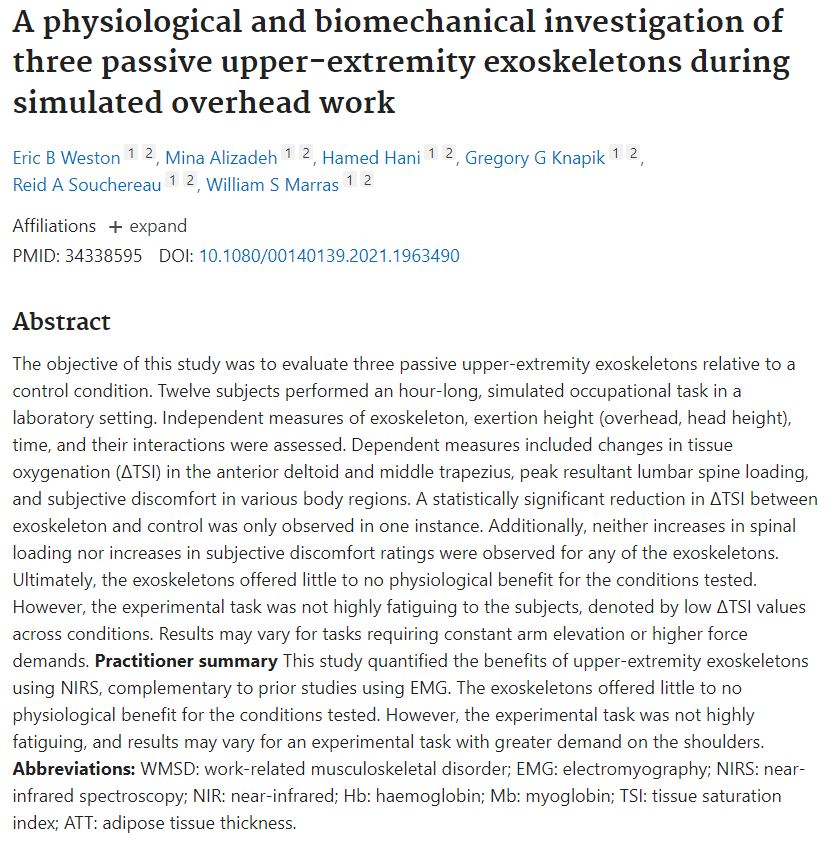 A physiological and biomechanical investigation of
three passive upper-extremity exoskeletons during
simulated overhead work
Eric B Weston 1 2, Mina Alizadeh 1 2, Hamed Hani 1 2, Gregory G Knapik 1 2,
Reid A Souchereau 1 2, William S Marras 1 2
Affiliations + expand
PMID: 34338595 DOI: 10.1080/00140139.2021.1963490
Abstract
The objective of this study was to evaluate three passive upper-extremity exoskeletons relative to a
control condition. Twelve subjects performed an hour-long, simulated occupational task in a
laboratory setting. Independent measures of exoskeleton, exertion height (overhead, head height),
time, and their interactions were assessed. Dependent measures included changes in tissue
oxygenation (ΔTSI) in the anterior deltoid and middle trapezius, peak resultant lumbar spine loading,
and subjective discomfort in various body regions. A statistically significant reduction in ΔTSI between
exoskeleton and control was only observed in one instance. Additionally, neither increases in spinal
loading nor increases in subjective discomfort ratings were observed for any of the exoskeletons.
Ultimately, the exoskeletons offered little to no physiological benefit for the conditions tested.
However, the experimental task was not highly fatiguing to the subjects, denoted by low ΔTSI values
across conditions. Results may vary for tasks requiring constant arm elevation or higher force
demands. Practitioner summary This study quantified the benefits of upper-extremity exoskeletons
using NIRS, complementary to prior studies using EMG. The exoskeletons offered little to no
physiological benefit for the conditions tested. However, the experimental task was not highly
fatiguing, and results may vary for an experimental task with greater demand on the shoulders.
Abbreviations: WMSD: work-related musculoskeletal disorder; EMG: electromyography; NIRS: near-
infrared spectroscopy; NIR: near-infrared; Hb: haemoglobin; Mb: myoglobin; TSI: tissue saturation
index; ATT: adipose tissue thickness.